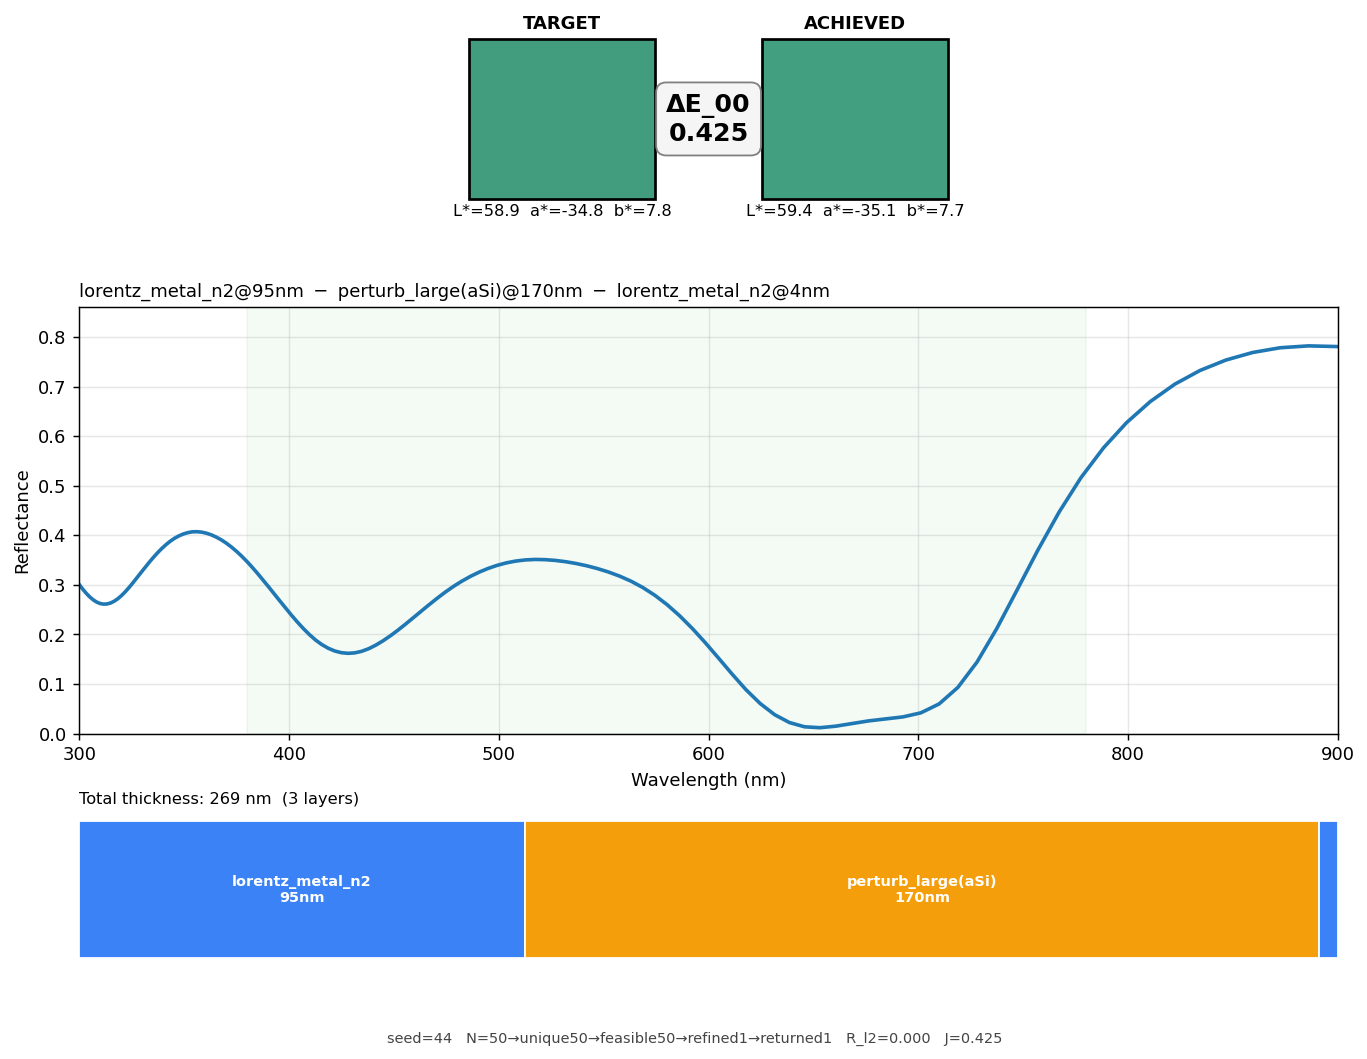 TARGET
ACHIEVED
ΔE_00
0.425
L*=58.9  a*=-34.8  b*=7.8
L*=59.4  a*=-35.1  b*=7.7
lorentz_metal_n2@95nm − perturb_large(aSi)@170nm − lorentz_metal_n2@4nm
0.8
0.7
0.6
0.5
0.4
0.3
0.2
0.1
0.0
Reflectance
300
400
500
600
700
800
900
Wavelength (nm)
Total thickness: 269 nm  (3 layers)
lorentz_metal_n2
95nm
perturb_large(aSi)
170nm
seed=44   N=50→unique50→feasible50→refined1→returned1   R_l2=0.000   J=0.425